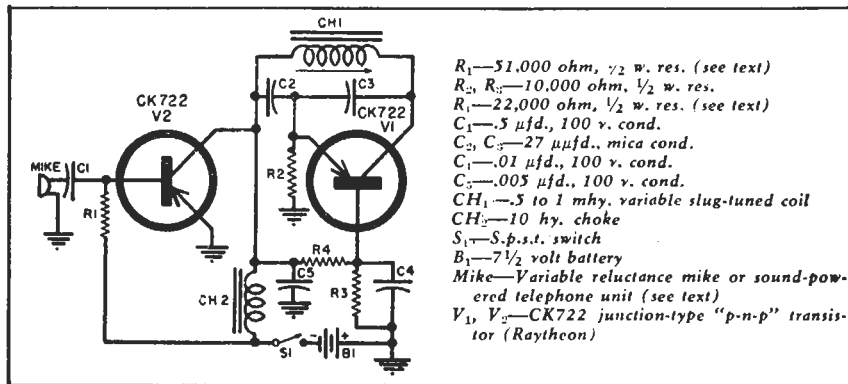 CH1
CK722
V2
C2
C3
CK722
V1
MIKE
C1
R2
R1
R4
C5
C4
R3
CH2
S1
-
+
B1
R₁—51,000 ohm, ½ w. res. (see text)
R₂, R₃—10,000 ohm, ½ w. res.
R₁—22,000 ohm, ½ w. res. (see text)
C₁—.5 µfd., 100 v. cond.
C₂, C₃—27 µµfd., mica cond.
C₁—.01 µfd., 100 v. cond.
C₅—.005 µfd., 100 v. cond.
CH₁—.5 to 1 mhy. variable slug-tuned coil
CH₂—10 hy. choke
S₁—S.p.s.t. switch
B₁—7½ volt battery
Mike—Variable reluctance mike or sound-pow-
ered telephone unit (see text)
V₁, V₂—CK722 junction-type "p-n-p" transis-
tor (Raytheon)